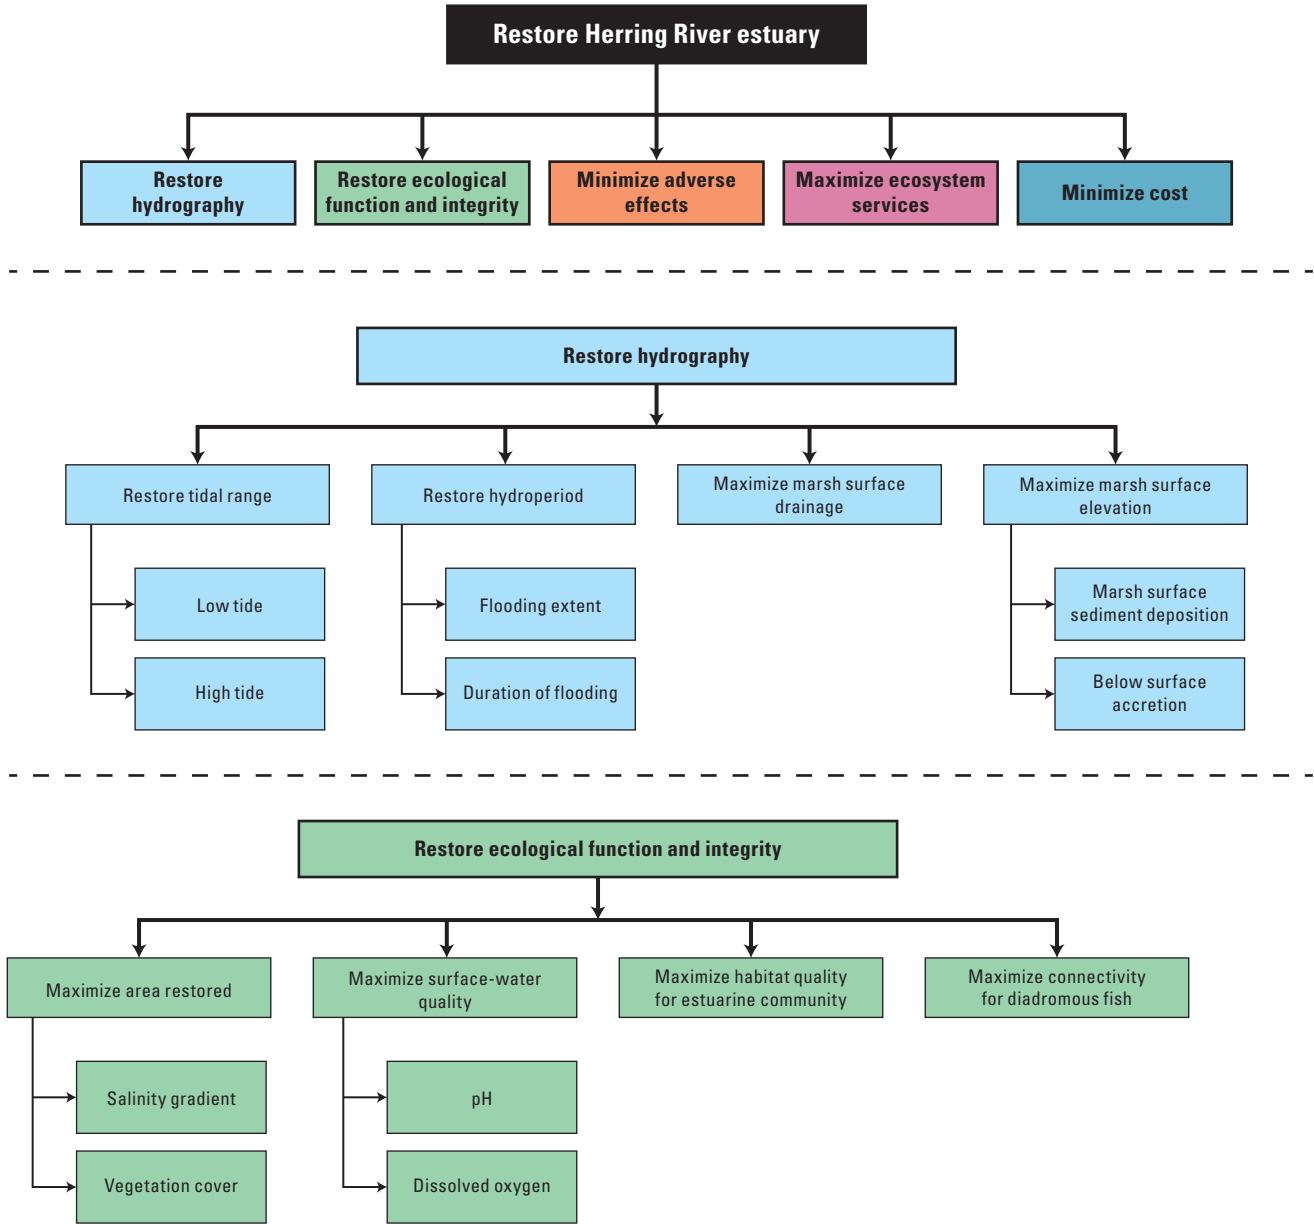 Restore Herring River estuary
Restore
hydrography
Restore ecological
function and integrity
Minimize adverse
effects
Maximize ecosystem
services
Minimize cost
Restore hydrography
Restore tidal range
Restore hydroperiod
Maximize marsh surface
drainage
Maximize marsh surface
elevation
Low tide
Flooding extent
Marsh surface
sediment deposition
High tide
Duration of flooding
Below surface
accretion
Restore ecological function and integrity
Maximize area restored
Maximize surface-water
quality
Maximize habitat quality
for estuarine community
Maximize connectivity
for diadromous fish
Salinity gradient
pH
Vegetation cover
Dissolved oxygen